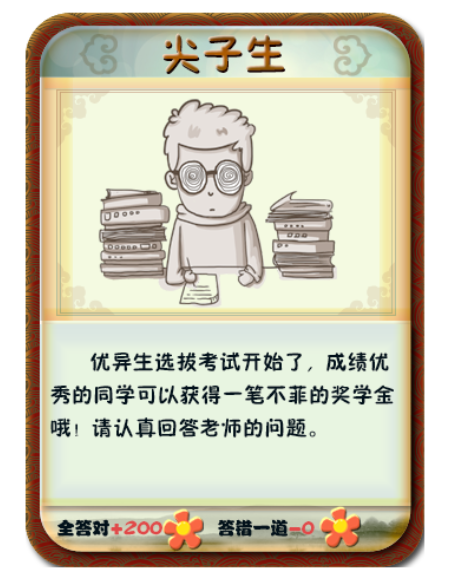 尖子生
优异生选拔考试开始了，成绩优
秀的同学可以获得一笔不菲的奖学金
哦！请认真回答老师的问题。
全答对+200 答错一道-0